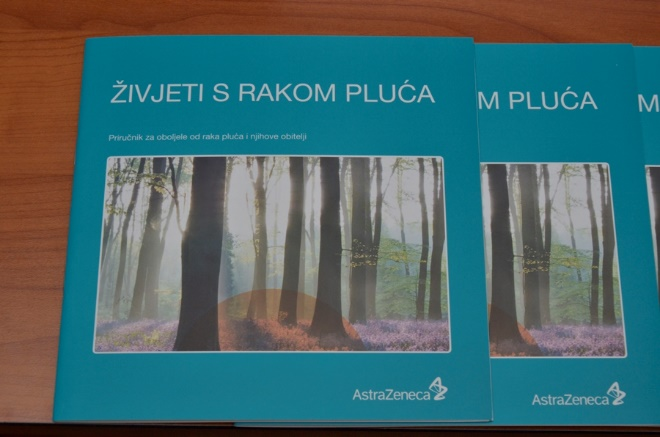 ŽIVJETI S RAKOM PLUĆA
Priručnik za oboljele od raka pluća i njihove obitelji
AstraZeneca
M PLUĆA
AstraZeneca
M